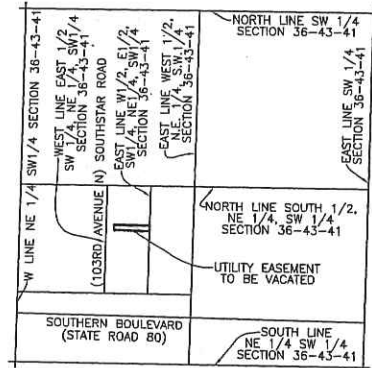 NORTH LINE SW 1/4
SECTION 36-43-41
W LINE NE 1/4 SW1/4 SECTION 36-43-41
WEST LINE EAST 1/2,
SW 1/4, NE 1/4, SW1/4
SECTION 36-43-41
(103RD AVENUE N) SOUTHSTAR ROAD
EAST LINE W1/2, E1/2,
SW1/4, NE1/4, SW1/4
SECTION 36-43-41
EAST LINE WEST 1/2,
N.E. 1/4, S.W.1/4
SECTION 36-43-41
EAST LINE SW 1/4
SECTION 36-43-41
NORTH LINE SOUTH 1/2,
NE 1/4, SW 1/4
SECTION 36-43-41
UTILITY EASEMENT
TO BE VACATED
SOUTHERN BOULEVARD
(STATE ROAD 80)
SOUTH LINE
NE 1/4 SW 1/4
SECTION 36-43-41